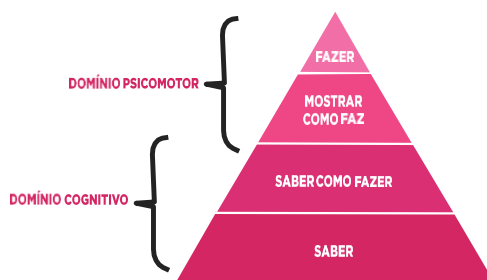 FAZER
DOMÍNIO PSICOMOTOR
MOSTRAR
COMO FAZ
SABER COMO FAZER
DOMÍNIO COGNITIVO
SABER